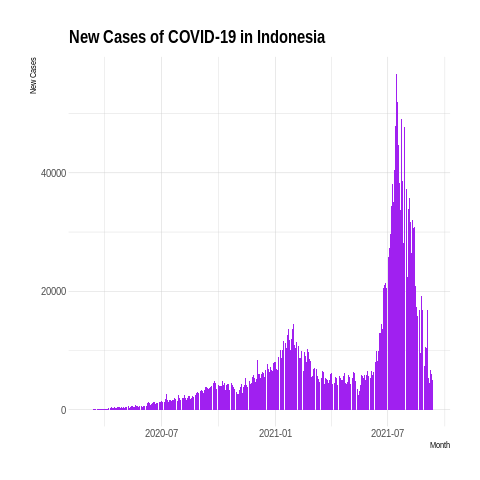 New Cases of COVID-19 in Indonesia
New Cases
40000
20000
0
2020-07
2021-01
2021-07
Month